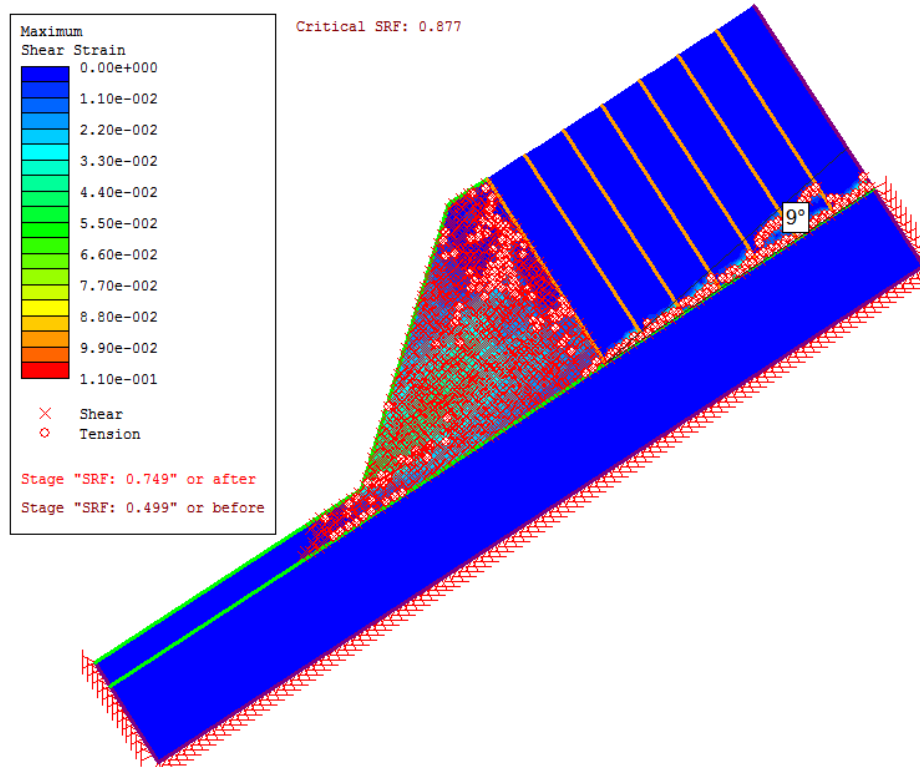 Maximum
Shear Strain
0.00e+000
1.10e-002
2.20e-002
3.30e-002
4.40e-002
5.50e-002
6.60e-002
7.70e-002
8.80e-002
9.90e-002
1.10e-001
Shear
Tension
Stage "SRF: 0.749" or after
Stage "SRF: 0.499" or before
Critical SRF: 0.877
9°